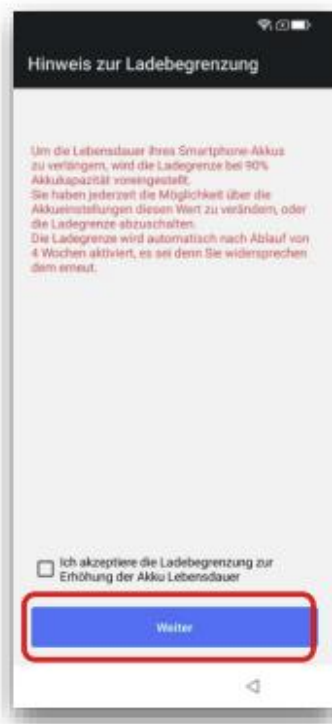 Hinweis zur Ladebegrenzung
Um die Lebensdauer Ihres Smartphone-Akkus
zu verlängern, wird die Ladegrenze bei 90%
Akkukapazität voreingestellt.
Sie haben jederzeit die Möglichkeit über die
Akkueinstellungen diesen Wert zu verändern, oder
die Ladegrenze abzuschalten.
Die Ladegrenze wird automatisch nach Ablauf von
4 Wochen aktiviert, es sei denn Sie widersprechen
dem erneut.
Ich akzeptiere die Ladebegrenzung zur
Erhöhung der Akku Lebensdauer
Weiter